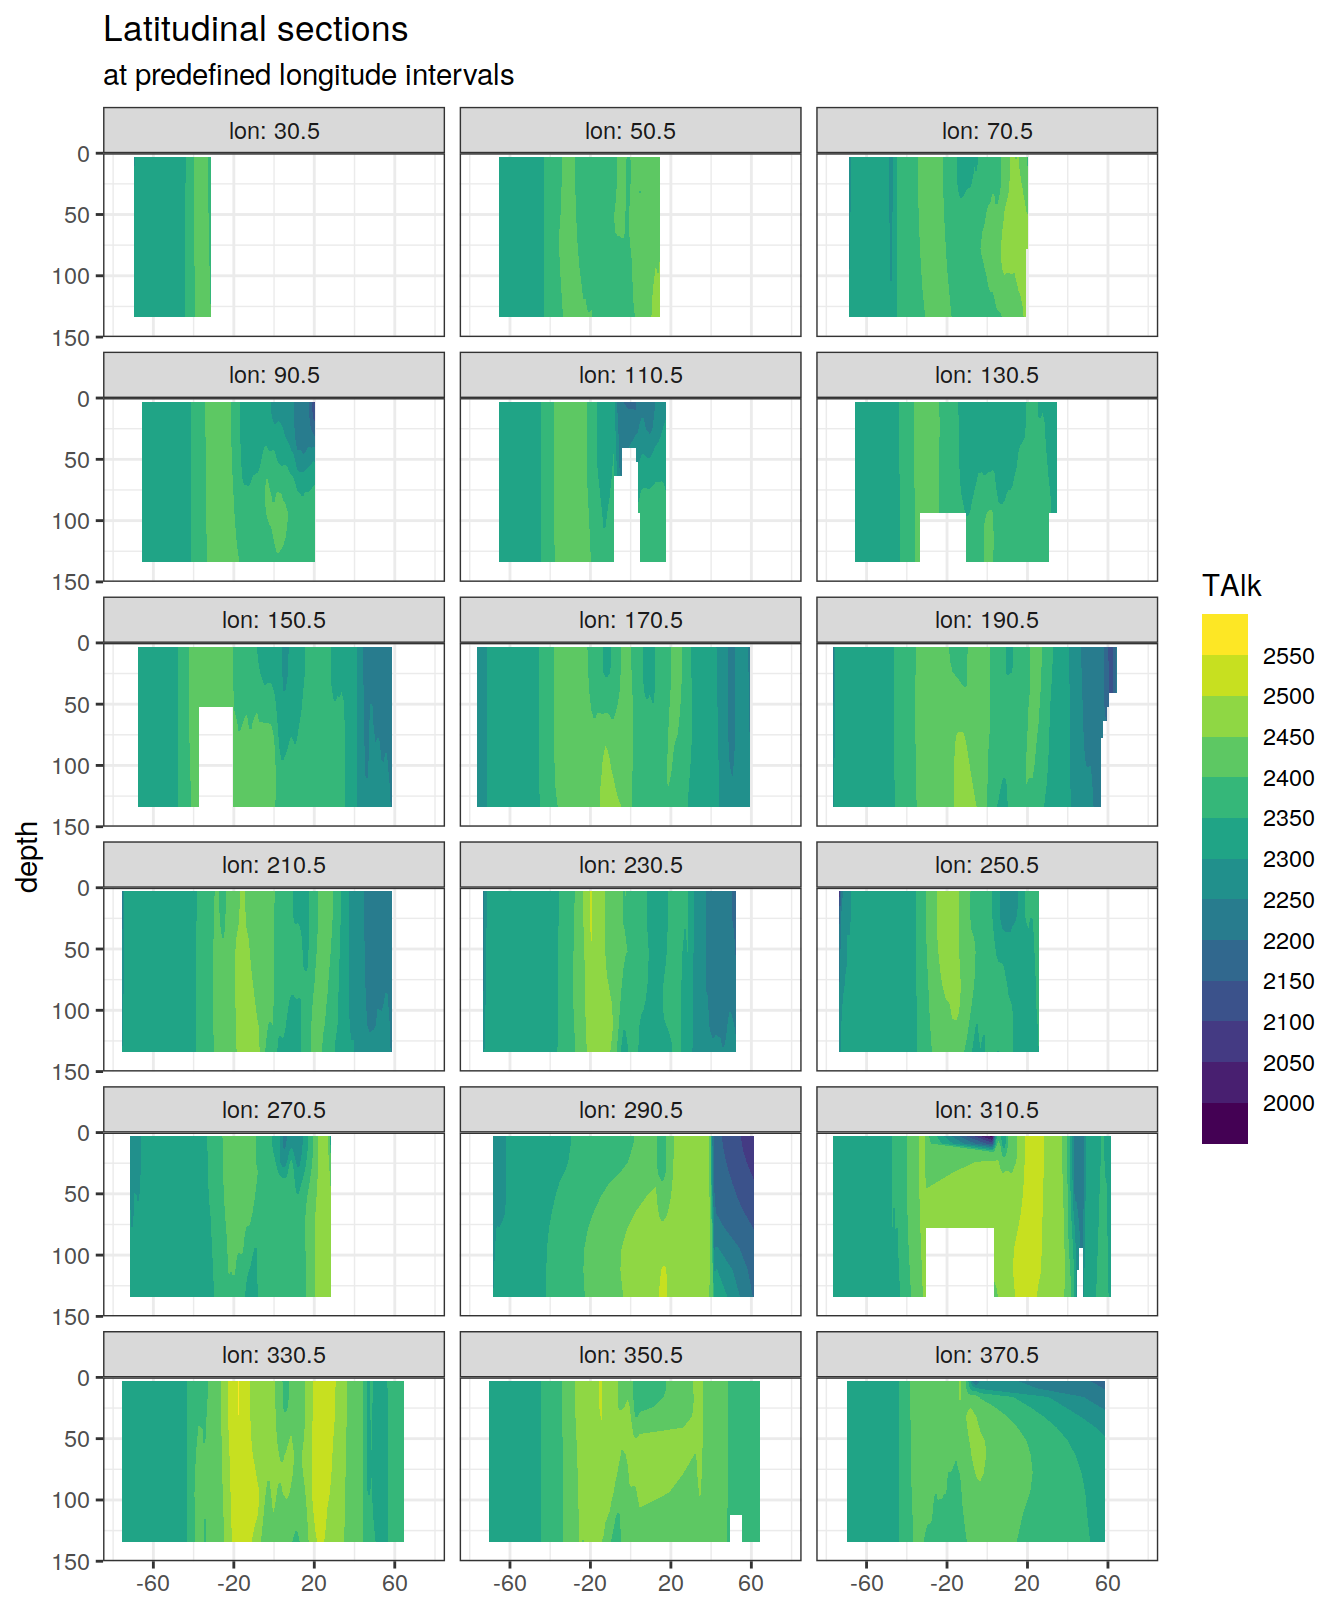 Latitudinal sections
at predefined longitude intervals
lon: 30.5
lon: 50.5
lon: 70.5
0
50
100
150
lon: 90.5
lon: 110.5
lon: 130.5
0
50
100
150
lon: 150.5
lon: 170.5
lon: 190.5
0
50
100
150
lon: 210.5
lon: 230.5
lon: 250.5
0
50
100
150
lon: 270.5
lon: 290.5
lon: 310.5
0
50
100
150
lon: 330.5
lon: 350.5
lon: 370.5
0
50
100
150
-60 -20 20 60
-60 -20 20 60
-60 -20 20 60
depth
TAlk
2550
2500
2450
2400
2350
2300
2250
2200
2150
2100
2050
2000